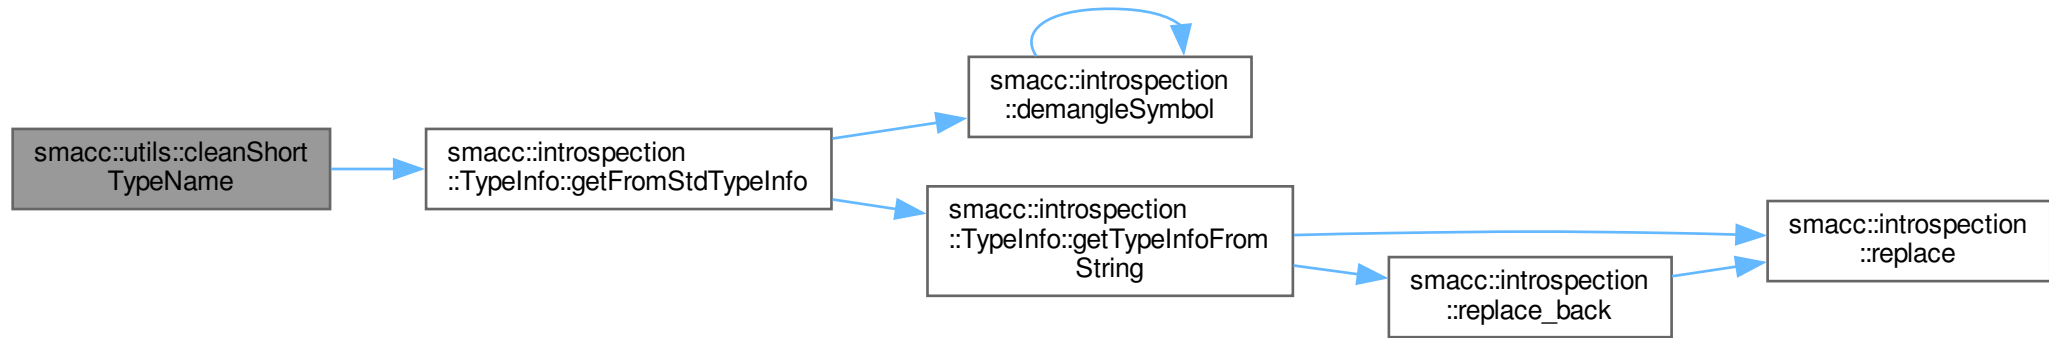 smacc::utils::cleanShort
TypeName
smacc::introspection
::TypeInfo::getFromStdTypeInfo
smacc::introspection
::demangleSymbol
smacc::introspection
::TypeInfo::getTypeInfoFrom
String
smacc::introspection
::replace_back
smacc::introspection
::replace